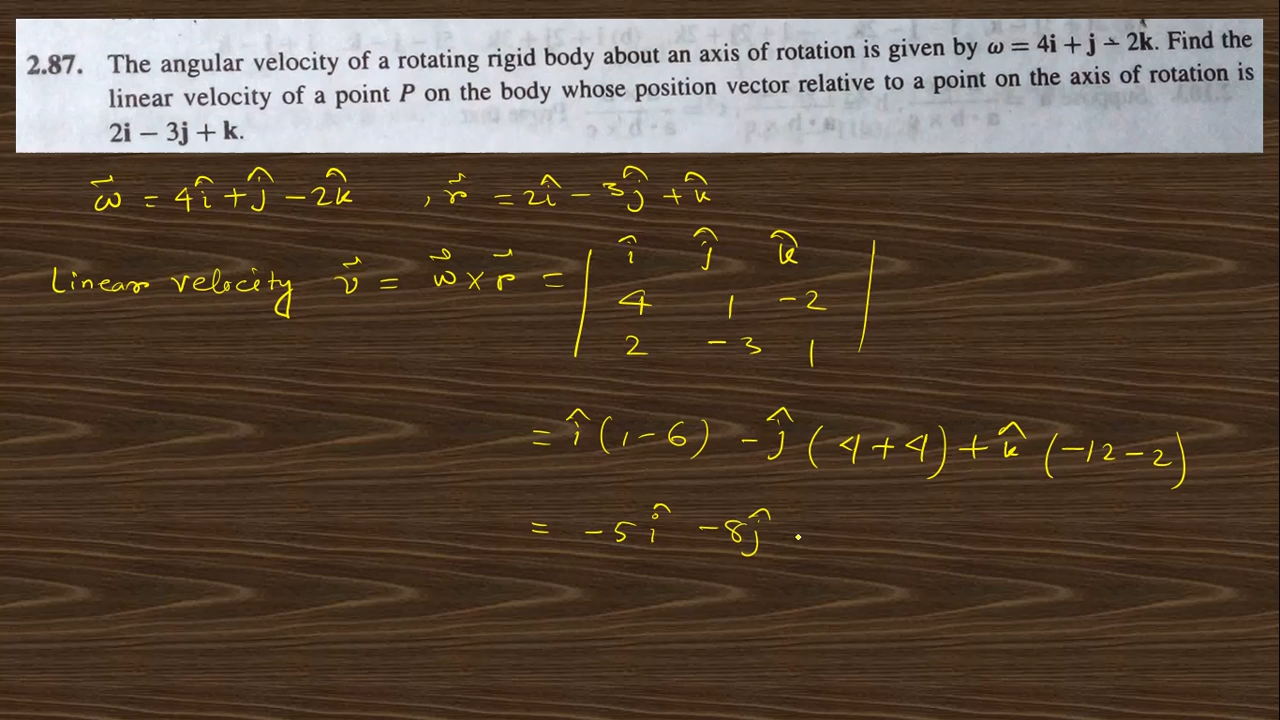 2.87. The angular velocity of a rotating rigid body about an axis of rotation is given by ω = 4i + j - 2k. Find the
linear velocity of a point P on the body whose position vector relative to a point on the axis of rotation is
2i − 3j + k.
ω⃗ = 4î + ĵ − 2k̂ , r⃗ = 2î − 3ĵ + k̂
Linear velocity v⃗ = ω⃗ × r⃗ = | î ĵ k̂ |
4 1 −2
2 −3 1
= î (1−6) − ĵ (4+4) + k̂ (−12−2)
= −5î −8ĵ